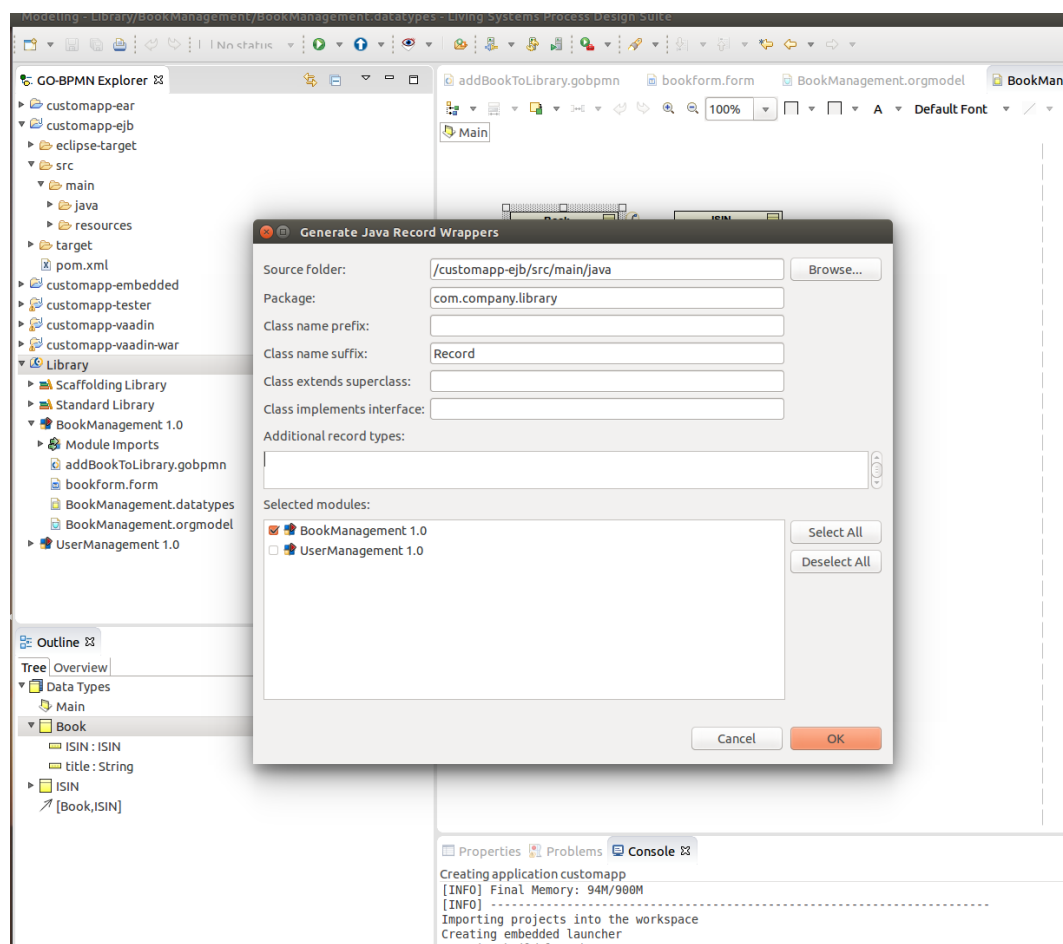 Modeling - Library/BookManagement/BookManagement.datatypes - Living Systems Process Design Suite
No status
GO-BPMN Explorer
customapp-ear
customapp-ejb
eclipse-target
src
main
java
resources
target
pom.xml
customapp-embedded
customapp-tester
customapp-vaadin
customapp-vaadin-war
Library
Scaffolding Library
Standard Library
BookManagement 1.0
Module Imports
addBookToLibrary.gobpmn
bookform.form
BookManagement.datatypes
BookManagement.orgmodel
UserManagement 1.0
Outline
Tree Overview
Data Types
Main
Book
ISIN : ISIN
title : String
ISIN
[Book,ISIN]
addBookToLibrary.gobpmn bookform.form BookManagement.orgmodel BookMan
100% A Default Font
Main
Book ISIN
Generate Java Record Wrappers
Source folder: /customapp-ejb/src/main/java Browse...
Package: com.company.library
Class name prefix:
Class name suffix: Record
Class extends superclass:
Class implements interface:
Additional record types:
Selected modules:
BookManagement 1.0 Select All
UserManagement 1.0
Deselect All
Cancel OK
Properties Problems Console
Creating application customapp
[INFO] Final Memory: 94M/900M
[INFO] ------------------------------------------------------------------------
Importing projects into the workspace
Creating embedded launcher